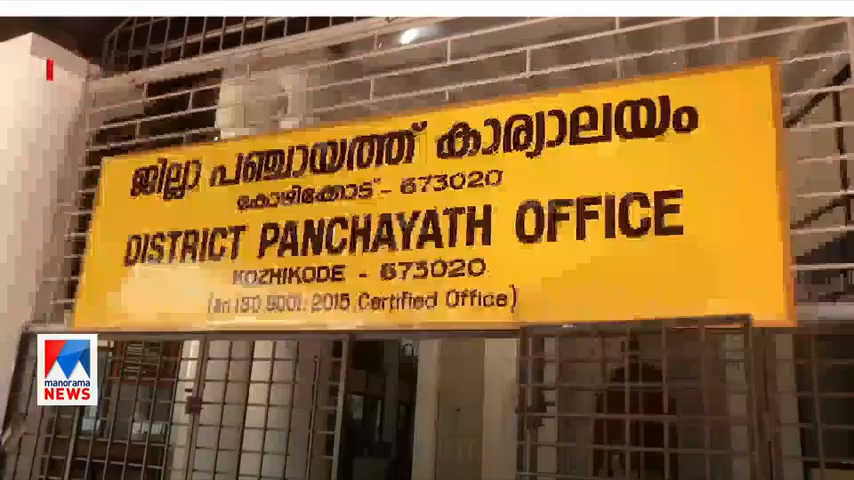 ജില്ലാ പഞ്ചായത്ത് കാര്യാലയം
കോഴിക്കോട് - 673020
DISTRICT PANCHAYATH OFFICE
KOZHIKODE - 673020
(An ISO 9001: 2015 Certified Office)
manorama
NEWS